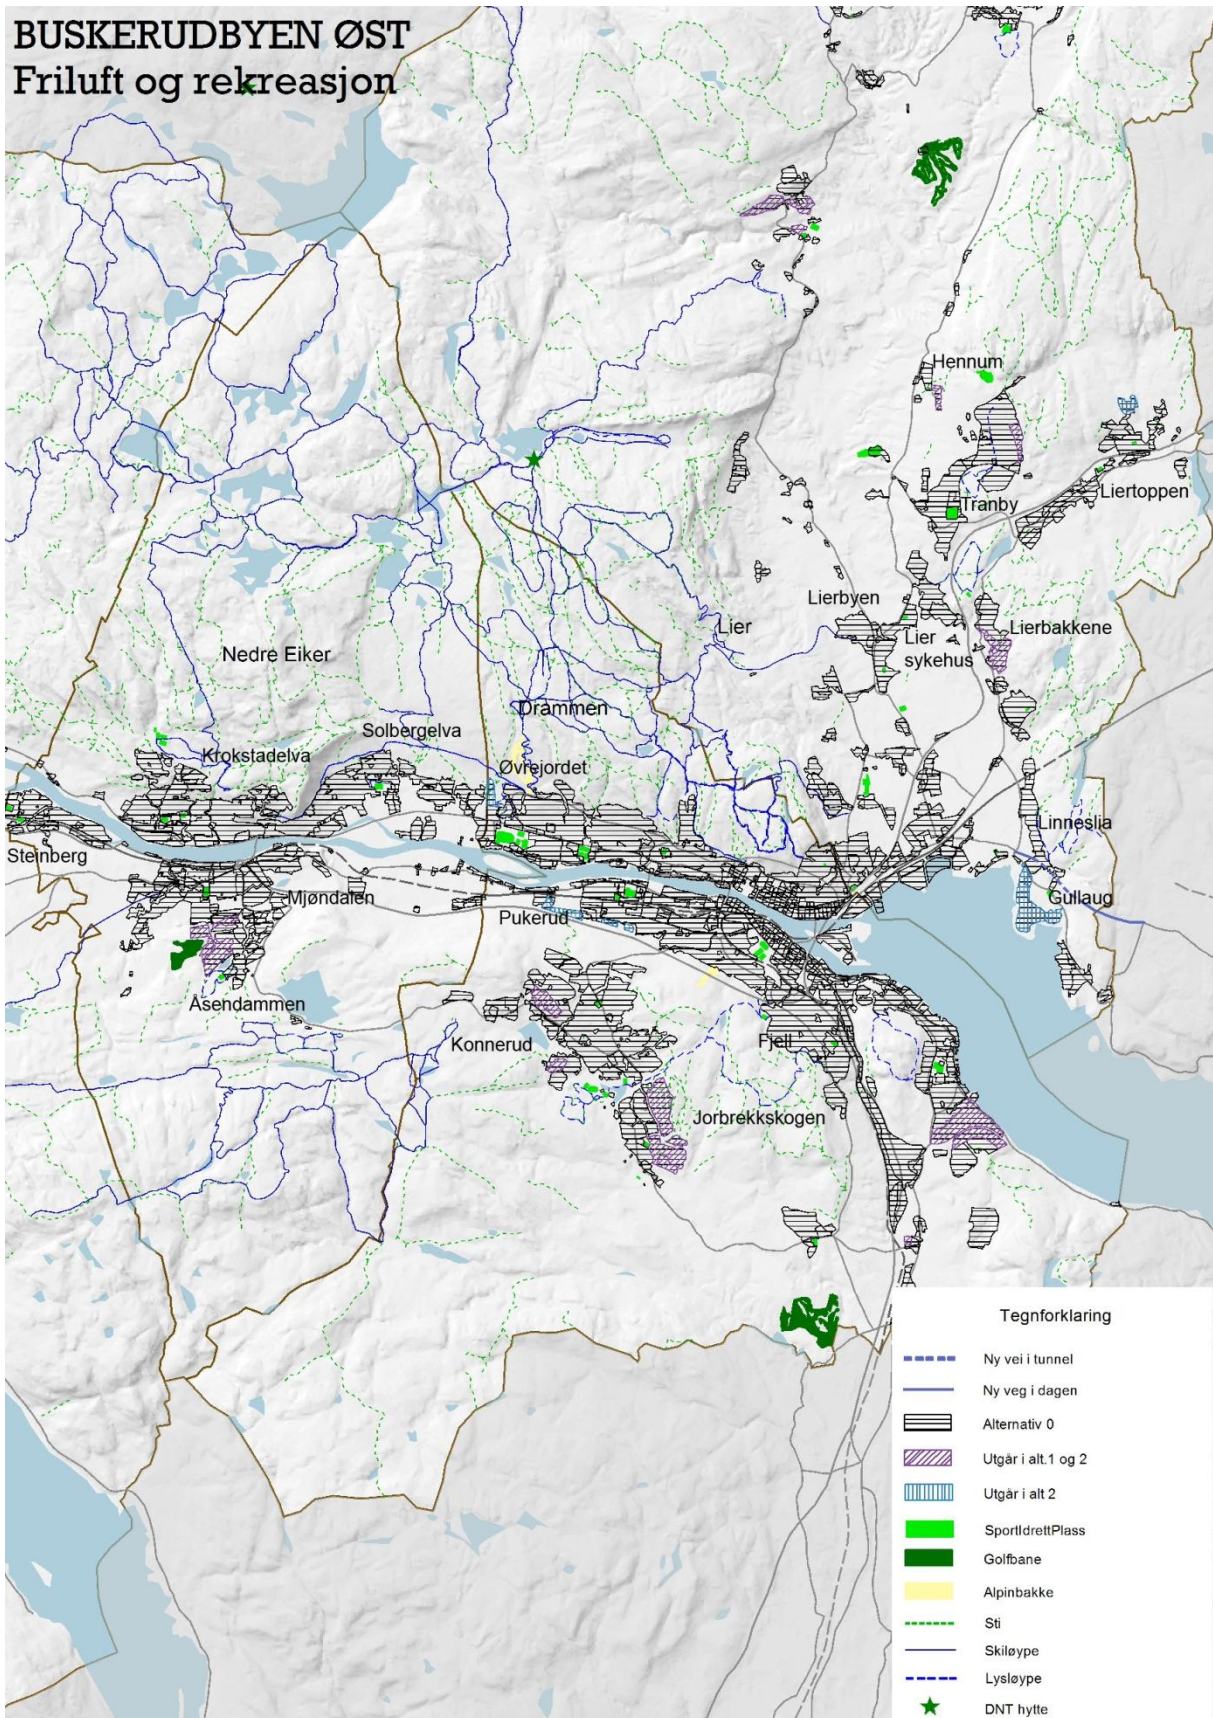 BUSKERUDBYEN ØST
Friluft og rekreasjon
Hennum
Liertoppen
Tranby
Lierbyen
Lier
Lier
sykehus
Lierbakkene
Nedre Eiker
Drammen
Solbergelva
Krokstadelva
Øvrejordet
Linneslia
Steinberg
Mjøndalen
Gullaug
Pukerud
Åsendammen
Konnerud
Fjell
Jorbrekkskogen
Tegnforklaring
Ny vei i tunnel
Ny veg i dagen
Alternativ 0
Utgår i alt.1 og 2
Utgår i alt 2
SportIdrettPlass
Golfbane
Alpinbakke
Sti
Skiløype
Lysløype
DNT hytte